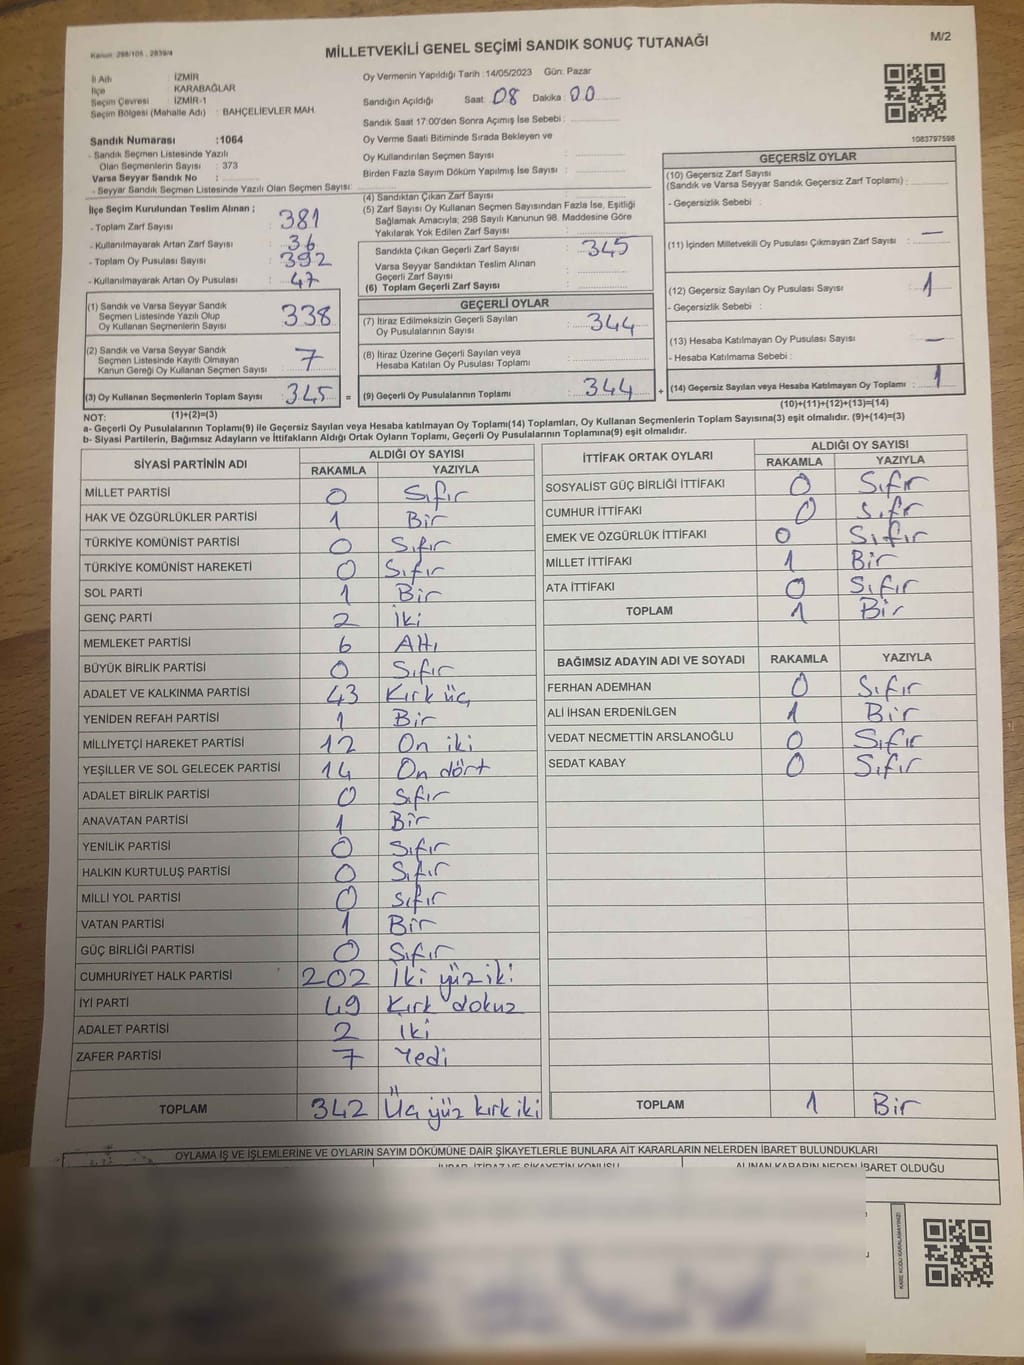 Kanun: 298/105 , 2839/4
MİLLETVEKİLİ GENEL SEÇİMİ SANDIK SONUÇ TUTANAĞI
M/2
İl Adı : İZMİR
İlçe : KARABAĞLAR
Seçim Çevresi : İZMİR-1
Seçim Bölgesi (Mahalle Adı) : BAHÇELİEVLER MAH.
Sandık Numarası :1064
- Sandık Seçmen Listesinde Yazılı
Olan Seçmenlerin Sayısı : 373
Varsa Seyyar Sandık No :
- Seyyar Sandık Seçmen Listesinde Yazılı Olan Seçmen Sayısı:
Oy Vermenin Yapıldığı Tarih :14/05/2023 Gün: Pazar
Sandığın Açıldığı Saat: 08 Dakika: 00
Sandık Saat 17:00'den Sonra Açımış İse Sebebi :
Oy Verme Saati Bitiminde Sırada Bekleyen ve
Oy Kullandırılan Seçmen Sayısı :
Birden Fazla Sayım Döküm Yapılmış İse Sayısı :
1083797598
İlçe Seçim Kurulundan Teslim Alınan ;
- Toplam Zarf Sayısı : 381
- Kullanılmayarak Artan Zarf Sayısı : 36
- Toplam Oy Pusulası Sayısı : 392
- Kullanılmayarak Artan Oy Pusulası : 47
(1) Sandık ve Varsa Seyyar Sandık
Seçmen Listesinde Yazılı Olup
Oy Kullanan Seçmenlerin Sayısı : 338
(2) Sandık ve Varsa Seyyar Sandık
Seçmen Listesinde Kayıtlı Olmayan
Kanun Gereği Oy Kullanan Seçmen Sayısı : 7
(3) Oy Kullanan Seçmenlerin Toplam Sayısı : 345 =
(1)+(2)=(3)
(4) Sandıktan Çıkan Zarf Sayısı :
(5) Zarf Sayısı Oy Kullanan Seçmen Sayısından Fazla İse, Eşitliği
Sağlamak Amacıyla; 298 Sayılı Kanunun 98. Maddesine Göre
Yakılarak Yok Edilen Zarf Sayısı :
Sandıkta Çıkan Geçerli Zarf Sayısı : 345
Varsa Seyyar Sandıktan Teslim Alınan
Geçerli Zarf Sayısı :
(6) Toplam Geçerli Zarf Sayısı :
GEÇERLİ OYLAR
(7) İtiraz Edilmeksizin Geçerli Sayılan
Oy Pusulalarının Sayısı : 344
(8) İtiraz Üzerine Geçerli Sayılan veya
Hesaba Katılan Oy Pusulası Toplamı :
(9) Geçerli Oy Pusulalarının Toplamı : 344 +
GEÇERSİZ OYLAR
(10) Geçersiz Zarf Sayısı
(Sandık ve Varsa Seyyar Sandık Geçersiz Zarf Toplamı) :
- Geçersizlik Sebebi :
(11) İçinden Milletvekili Oy Pusulası Çıkmayan Zarf Sayısı : —
(12) Geçersiz Sayılan Oy Pusulası Sayısı : 1
- Geçersizlik Sebebi :
(13) Hesaba Katılmayan Oy Pusulası Sayısı : —
- Hesaba Katılmama Sebebi :
(14) Geçersiz Sayılan veya Hesaba Katılmayan Oy Toplamı : 1
(10)+(11)+(12)+(13)=(14)
NOT:
a- Geçerli Oy Pusulalarının Toplamı(9) ile Geçersiz Sayılan veya Hesaba katılmayan Oy Toplamı(14) Toplamları, Oy Kullanan Seçmenlerin Toplam Sayısına(3) eşit olmalıdır. (9)+(14)=(3)
b- Siyasi Partilerin, Bağımsız Adayların ve İttifakların Aldığı Ortak Oyların Toplamı, Geçerli Oy Pusulalarının Toplamına(9) eşit olmalıdır.
SİYASİ PARTİNİN ADI ALDIĞI OY SAYISI
RAKAMLA YAZIYLA
MİLLET PARTİSİ 0 Sıfır
HAK VE ÖZGÜRLÜKLER PARTİSİ 1 Bir
TÜRKİYE KOMÜNİST PARTİSİ 0 Sıfır
TÜRKİYE KOMÜNİST HAREKETİ 0 Sıfır
SOL PARTİ 1 Bir
GENÇ PARTİ 2 İki
MEMLEKET PARTİSİ 6 Altı
BÜYÜK BİRLİK PARTİSİ 0 Sıfır
ADALET VE KALKINMA PARTİSİ 43 Kırk üç
YENİDEN REFAH PARTİSİ 1 Bir
MİLLİYETÇİ HAREKET PARTİSİ 12 On iki
YEŞİLLER VE SOL GELECEK PARTİSİ 14 On dört
ADALET BİRLİK PARTİSİ 0 Sıfır
ANAVATAN PARTİSİ 1 Bir
YENİLİK PARTİSİ 0 Sıfır
HALKIN KURTULUŞ PARTİSİ 0 Sıfır
MİLLİ YOL PARTİSİ 0 Sıfır
VATAN PARTİSİ 1 Bir
GÜÇ BİRLİĞİ PARTİSİ 0 Sıfır
CUMHURİYET HALK PARTİSİ 202 İki yüz iki
İYİ PARTİ 49 Kırk dokuz
ADALET PARTİSİ 2 İki
ZAFER PARTİSİ 7 Yedi
TOPLAM 342 Üç yüz kırk iki
İTTİFAK ORTAK OYLARI ALDIĞI OY SAYISI
RAKAMLA YAZIYLA
SOSYALİST GÜÇ BİRLİĞİ İTTİFAKI 0 Sıfır
CUMHUR İTTİFAKI 0 Sıfır
EMEK VE ÖZGÜRLÜK İTTİFAKI 0 Sıfır
MİLLET İTTİFAKI 1 Bir
ATA İTTİFAKI 0 Sıfır
TOPLAM 1 Bir
BAĞIMSIZ ADAYIN ADI VE SOYADI RAKAMLA YAZIYLA
FERHAN ADEMHAN 0 Sıfır
ALİ İHSAN ERDENİLGEN 1 Bir
VEDAT NECMETTİN ARSLANOĞLU 0 Sıfır
SEDAT KABAY 0 Sıfır
TOPLAM 1 Bir
OYLAMA İŞ VE İŞLEMLERİNE VE OYLARIN SAYIM DÖKÜMÜNE DAİR ŞİKAYETLERLE BUNLARA AİT KARARLARIN NELERDEN İBARET BULUNDUKLARI
ALINAN KARARIN NEDEN İBARET OLDUĞU
KARE KODU KARALAMAYINIZ!